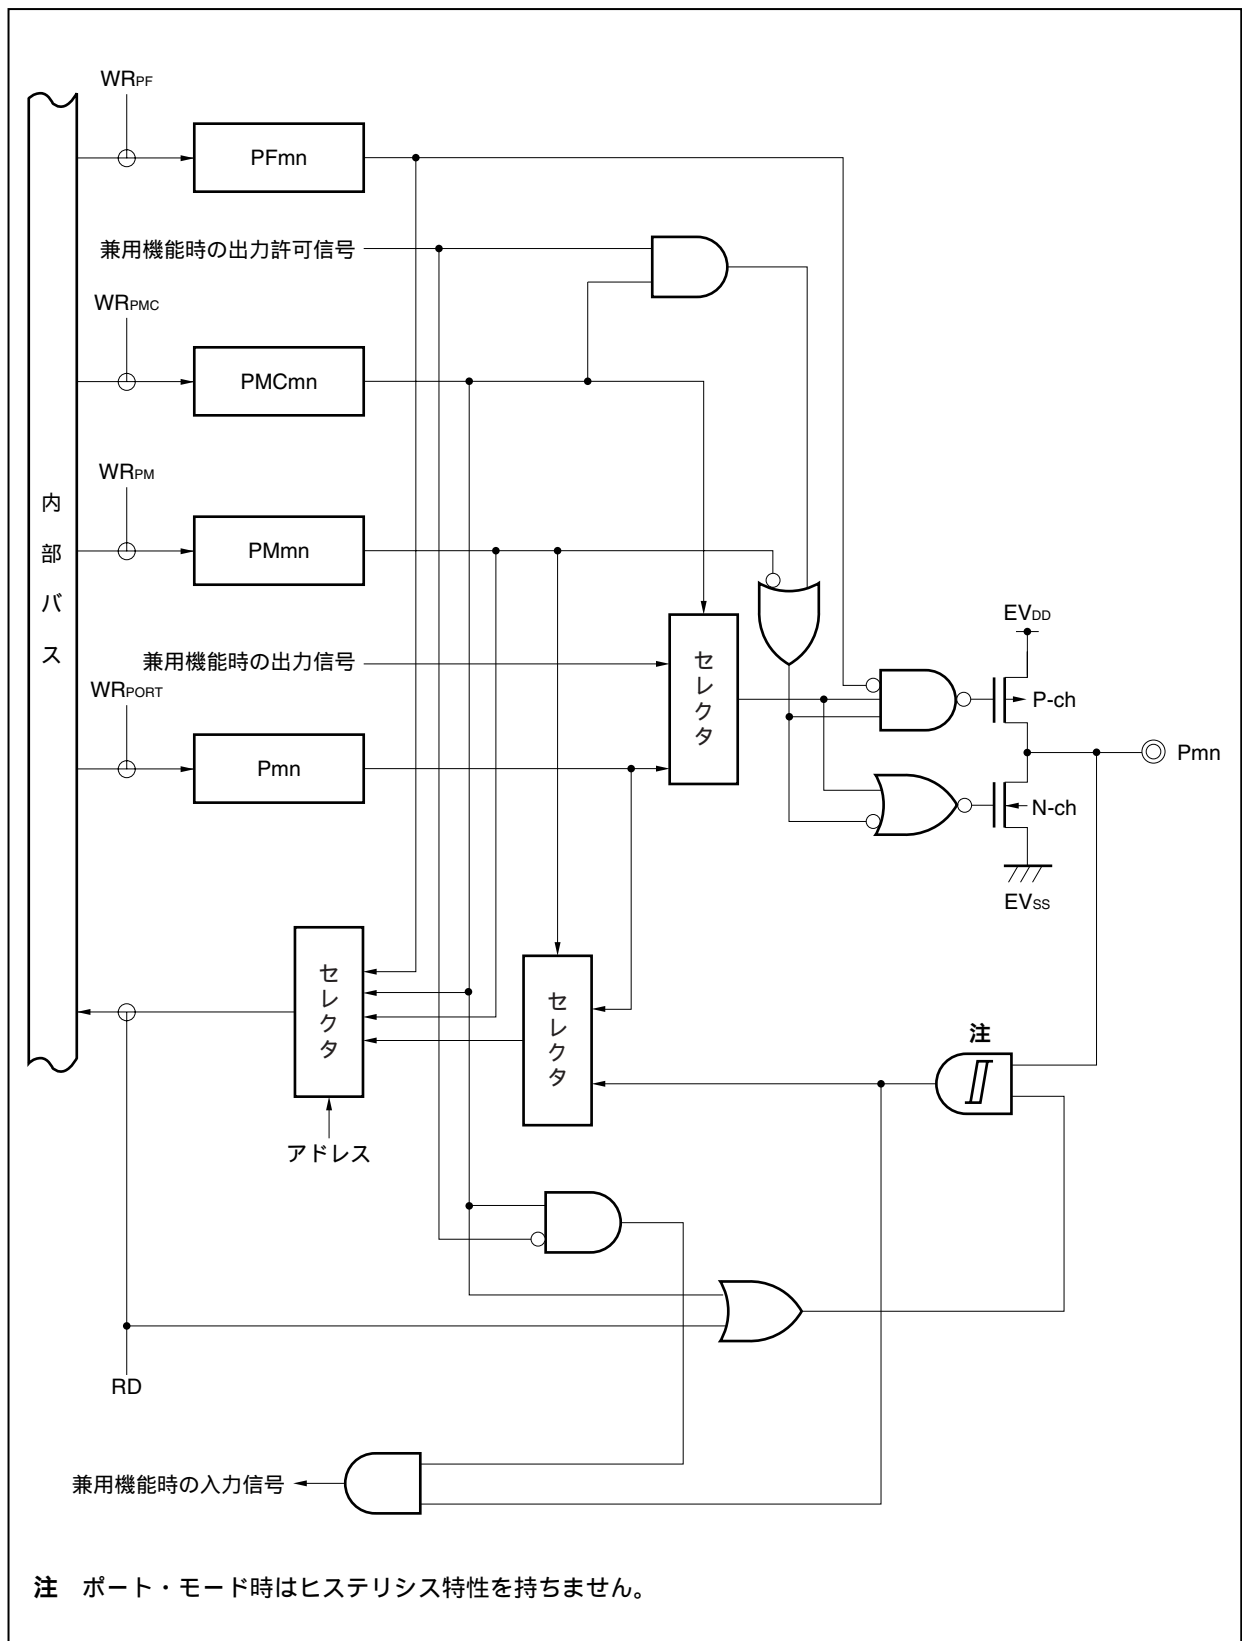 WRPF
PFmn
兼用機能時の出力許可信号
WRPMC
PMCmn
WRPM
PMmn
内部バス
兼用機能時の出力信号
セレクタ
EVDD
P-ch
WRPORT
Pmn
Pmn
N-ch
EVSS
セレクタ
セレクタ
注
アドレス
RD
兼用機能時の入力信号
注 ポート・モード時はヒステリシス特性を持ちません。